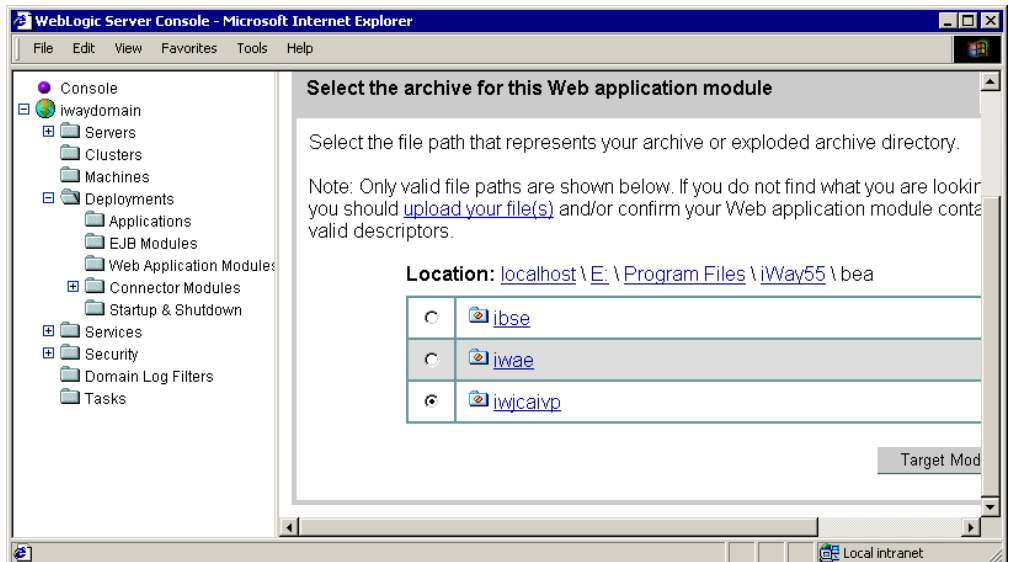 WebLogic Server Console - Microsoft Internet Explorer
File Edit View Favorites Tools Help
Console
iwaydomain
Servers
Clusters
Machines
Deployments
Applications
EJB Modules
Web Application Modules
Connector Modules
Startup & Shutdown
Services
Security
Domain Log Filters
Tasks
Select the archive for this Web application module
Select the file path that represents your archive or exploded archive directory.
Note: Only valid file paths are shown below. If you do not find what you are lookin
you should upload your file(s) and/or confirm your Web application module conta
valid descriptors.
Location: localhost \ E: \ Program Files \ iWay55 \ bea
ibse
iwae
iwjcaivp
Target Mod
Local intranet